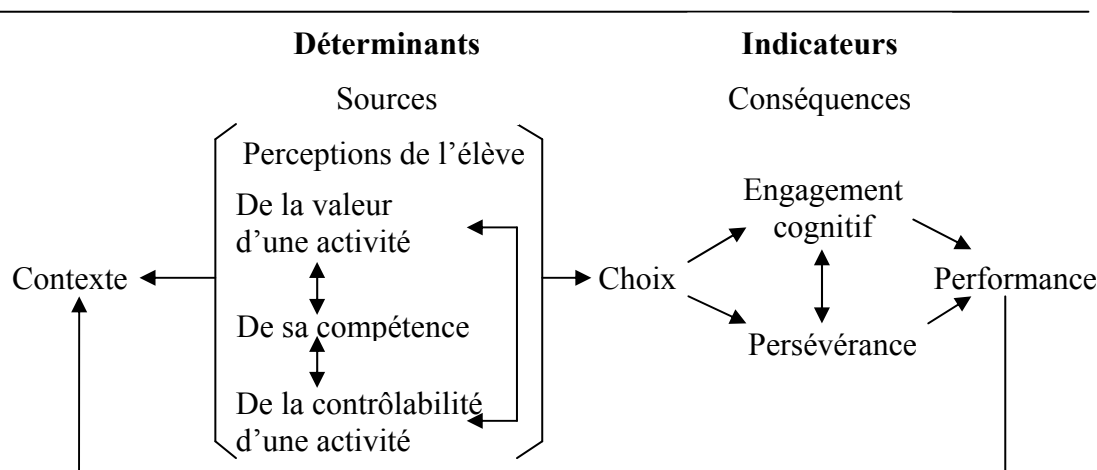 Déterminants
Indicateurs
Sources
Conséquences
Perceptions de l’élève
De la valeur
d’une activité
De sa compétence
De la contrôlabilité
d’une activité
Contexte
Choix
Engagement
cognitif
Persévérance
Performance